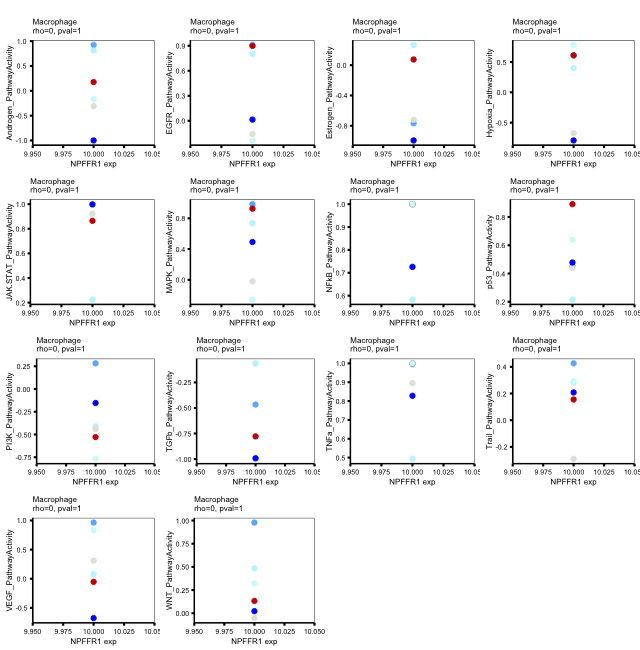 Macrophage
rho=0, pval=1
Androgen_PathwayActivity
1.0
0.5
0.0
-0.5
-1.0
9.950
9.975
10.000
10.025
10.05
NPFFR1 exp
Macrophage
rho=0, pval=1
EGFR_PathwayActivity
0.9
0.6
0.3
0.0
9.950
9.975
10.000
10.025
10.05
NPFFR1 exp
Macrophage
rho=0, pval=1
Estrogen_PathwayActivity
0.0
-0.4
-0.8
9.950
9.975
10.000
10.025
10.05
NPFFR1 exp
Macrophage
rho=0, pval=1
Hypoxia_PathwayActivity
0.5
0.0
-0.5
9.950
9.975
10.000
10.025
10.05
NPFFR1 exp
Macrophage
rho=0, pval=1
JAK.STAT_PathwayActivity
1.0
0.8
0.6
0.4
0.2
9.950
9.975
10.000
10.025
10.05
NPFFR1 exp
Macrophage
rho=0, pval=1
MAPK_PathwayActivity
0.8
0.4
0.0
9.950
9.975
10.000
10.025
10.05
NPFFR1 exp
Macrophage
rho=0, pval=1
NFkB_PathwayActivity
1.0
0.9
0.8
0.7
0.6
9.950
9.975
10.000
10.025
10.05
NPFFR1 exp
Macrophage
rho=0, pval=1
p53_PathwayActivity
0.8
0.6
0.4
0.2
9.950
9.975
10.000
10.025
10.05
NPFFR1 exp
Macrophage
rho=0, pval=1
PI3K_PathwayActivity
0.25
0.00
-0.25
-0.50
-0.75
9.950
9.975
10.000
10.025
10.05
NPFFR1 exp
Macrophage
rho=0, pval=1
TGFb_PathwayActivity
-0.25
-0.50
-0.75
-1.00
9.950
9.975
10.000
10.025
10.05
NPFFR1 exp
Macrophage
rho=0, pval=1
TNFa_PathwayActivity
1.0
0.9
0.8
0.7
0.6
0.5
9.950
9.975
10.000
10.025
10.05
NPFFR1 exp
Macrophage
rho=0, pval=1
Trail_PathwayActivity
0.4
0.2
0.0
-0.2
9.950
9.975
10.000
10.025
10.05
NPFFR1 exp
Macrophage
rho=0, pval=1
VEGF_PathwayActivity
1.0
0.5
0.0
-0.5
9.950
9.975
10.000
10.025
10.05
NPFFR1 exp
Macrophage
rho=0, pval=1
WNT_PathwayActivity
1.00
0.75
0.50
0.25
0.00
9.950
9.975
10.000
10.025
10.050
NPFFR1 exp